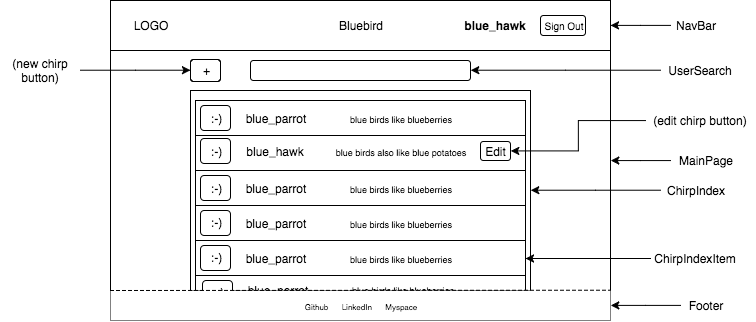 LOGO Bluebird blue_hawk Sign Out NavBar
(new chirp
button)
+ UserSearch
:-) blue_parrot blue birds like blueberries
(edit chirp button)
:-) blue_hawk blue birds also like blue potatoes Edit
MainPage
:-) blue_parrot blue birds like blueberries
ChirpIndex
:-) blue_parrot blue birds like blueberries
:-) blue_parrot blue birds like blueberries
ChirpIndexItem
:-) blue_parrot blue birds like blueberries
Github LinkedIn Myspace Footer